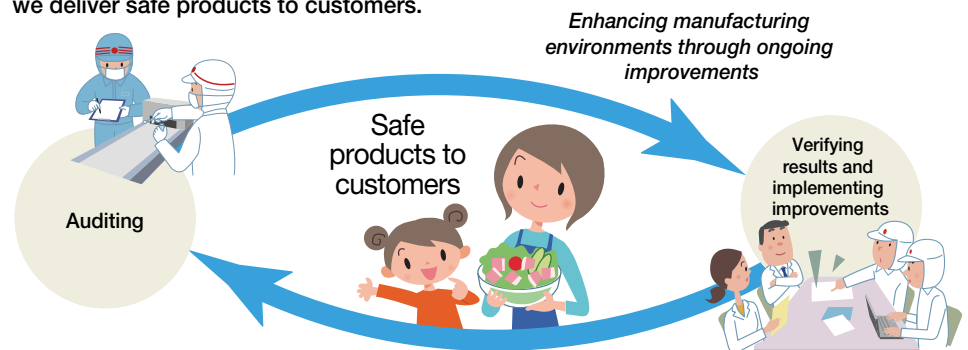 we deliver safe products to customers.
Enhancing manufacturing
environments through ongoing
improvements
Safe
products to
customers
Verifying
results and
implementing
improvements
Auditing